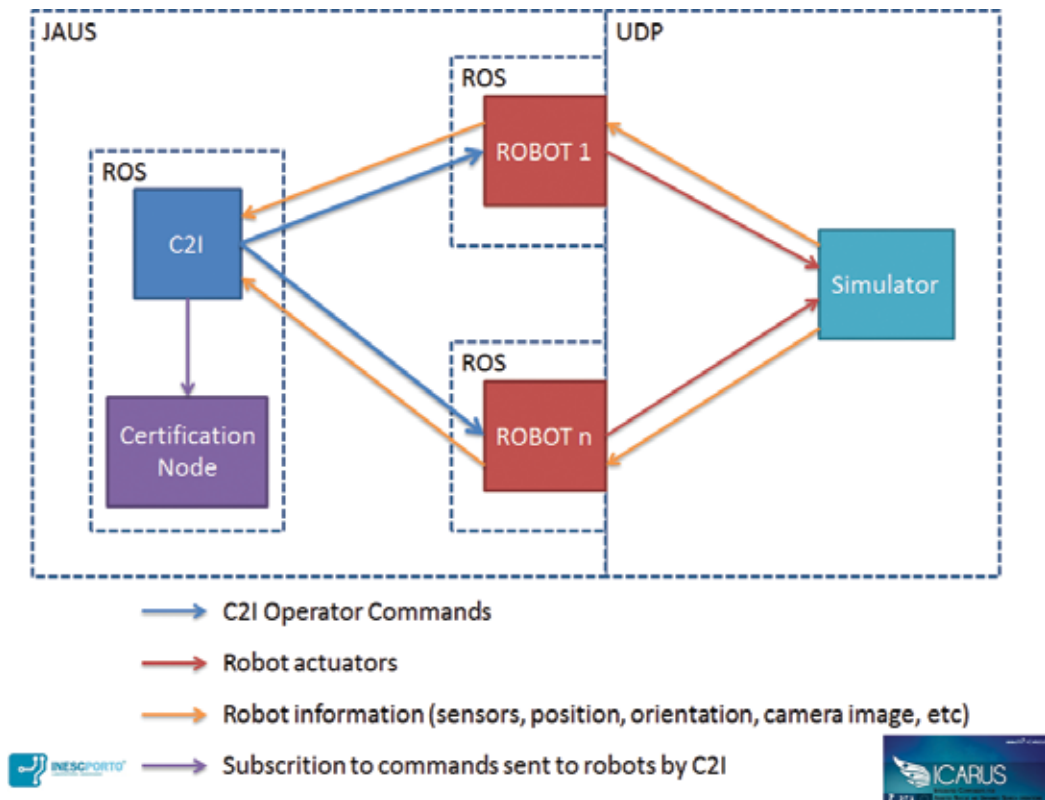 JAUS
UDP
ROS
ROBOT 1
ROS
C2I
Simulator
ROS
ROBOT n
Certification
Node
C2I Operator Commands
Robot actuators
Robot information (sensors, position, orientation, camera image, etc)
INESCPORTO
Subscrition to commands sent to robots by C2I
ICARUS